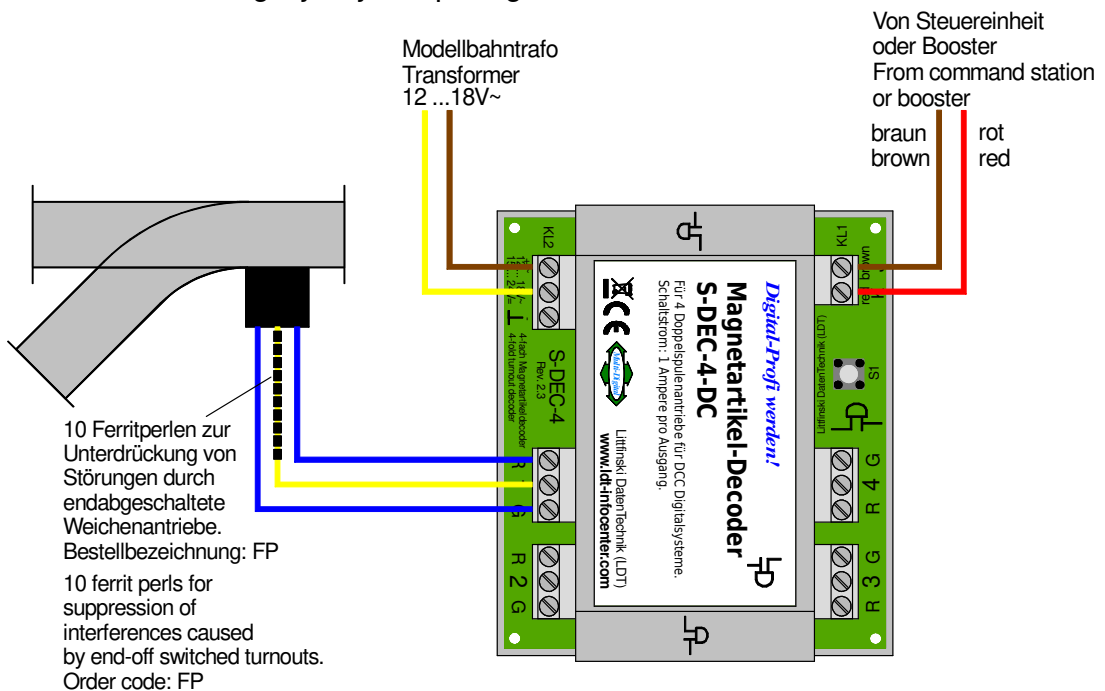 Modellbahntrafo
Transformer
12 ...18V~
Von Steuereinheit
oder Booster
From command station
or booster
braun
brown
rot
red
10 Ferritperlen zur
Unterdrückung von
Störungen durch
endabgeschaltete
Weichenantriebe.
Bestellbezeichnung: FP
10 ferrit perls for
suppression of
interferences caused
by end-off switched turnouts.
Order code: FP
KL2
S-DEC-4
Rev. 2.3
4-fach Magnetartikeldecoder
4-fold turnout decoder
R
G
R 2 G
Digital-Profi werden!
Magnetartikel-Decoder
S-DEC-4-DC
Für 4 Doppelspulenantriebe für DCC Digitalsysteme.
Schaltstrom: 1 Ampere pro Ausgang.
CE
Multi-Digital
Littfinski DatenTechnik (LDT)
www.ldt-infocenter.com
KL1
red
brown
S1
Littfinski DatenTechnik (LDT)
R 4 G
R 3 G